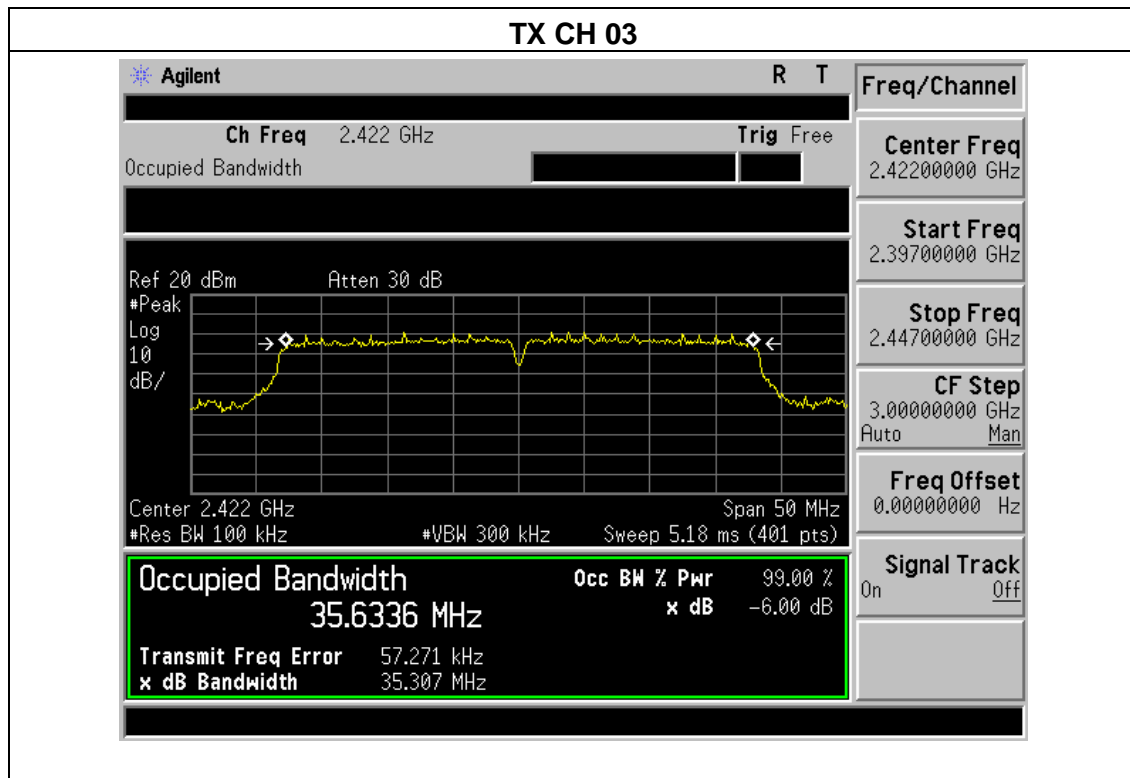 TX CH 03
Agilent R T
Ch Freq 2.422 GHz Trig Free
Occupied Bandwidth
Ref 20 dBm Atten 30 dB
#Peak
Log
10
dB/
Center 2.422 GHz Span 50 MHz
#Res BW 100 kHz #VBW 300 kHz Sweep 5.18 ms (401 pts)
Occupied Bandwidth Occ BW % Pwr 99.00 %
35.6336 MHz x dB -6.00 dB
Transmit Freq Error 57.271 kHz
x dB Bandwidth 35.307 MHz
Freq/Channel
Center Freq
2.42200000 GHz
Start Freq
2.39700000 GHz
Stop Freq
2.44700000 GHz
CF Step
3.00000000 GHz
Auto Man
Freq Offset
0.00000000 Hz
Signal Track
On Off